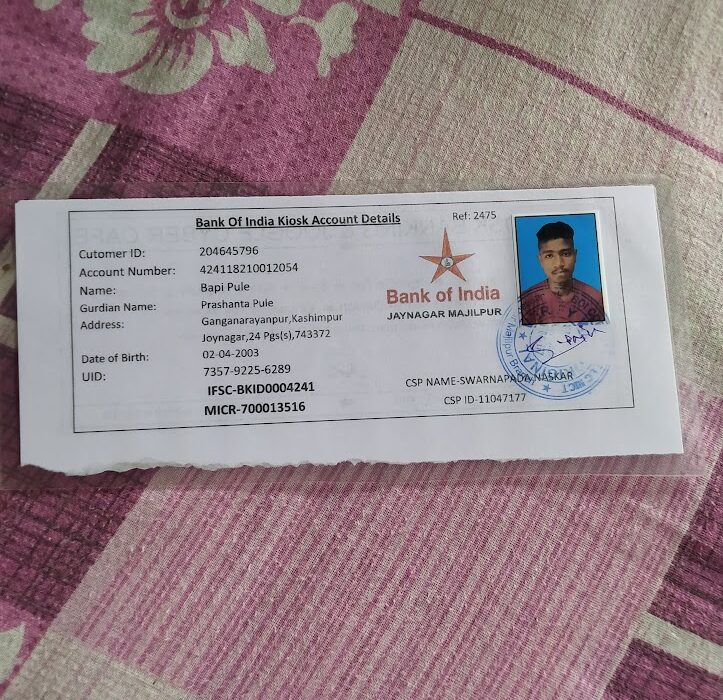 Bank Of India Kiosk Account Details
Ref: 2475
Cutomer ID: 204645796
Account Number: 424118210012054
Name: Bapi Pule
Gurdian Name: Prashanta Pule
Address: Ganganarayanpur,Kashimpur
Joynagar,24 Pgs(s),743372
Date of Birth: 02-04-2003
UID: 7357-9225-6289
IFSC-BKID0004241
MICR-700013516
Bank of India
JAYNAGAR MAJILPUR
CSP NAME-SWARNAPADA NASKAR
CSP ID-11047177